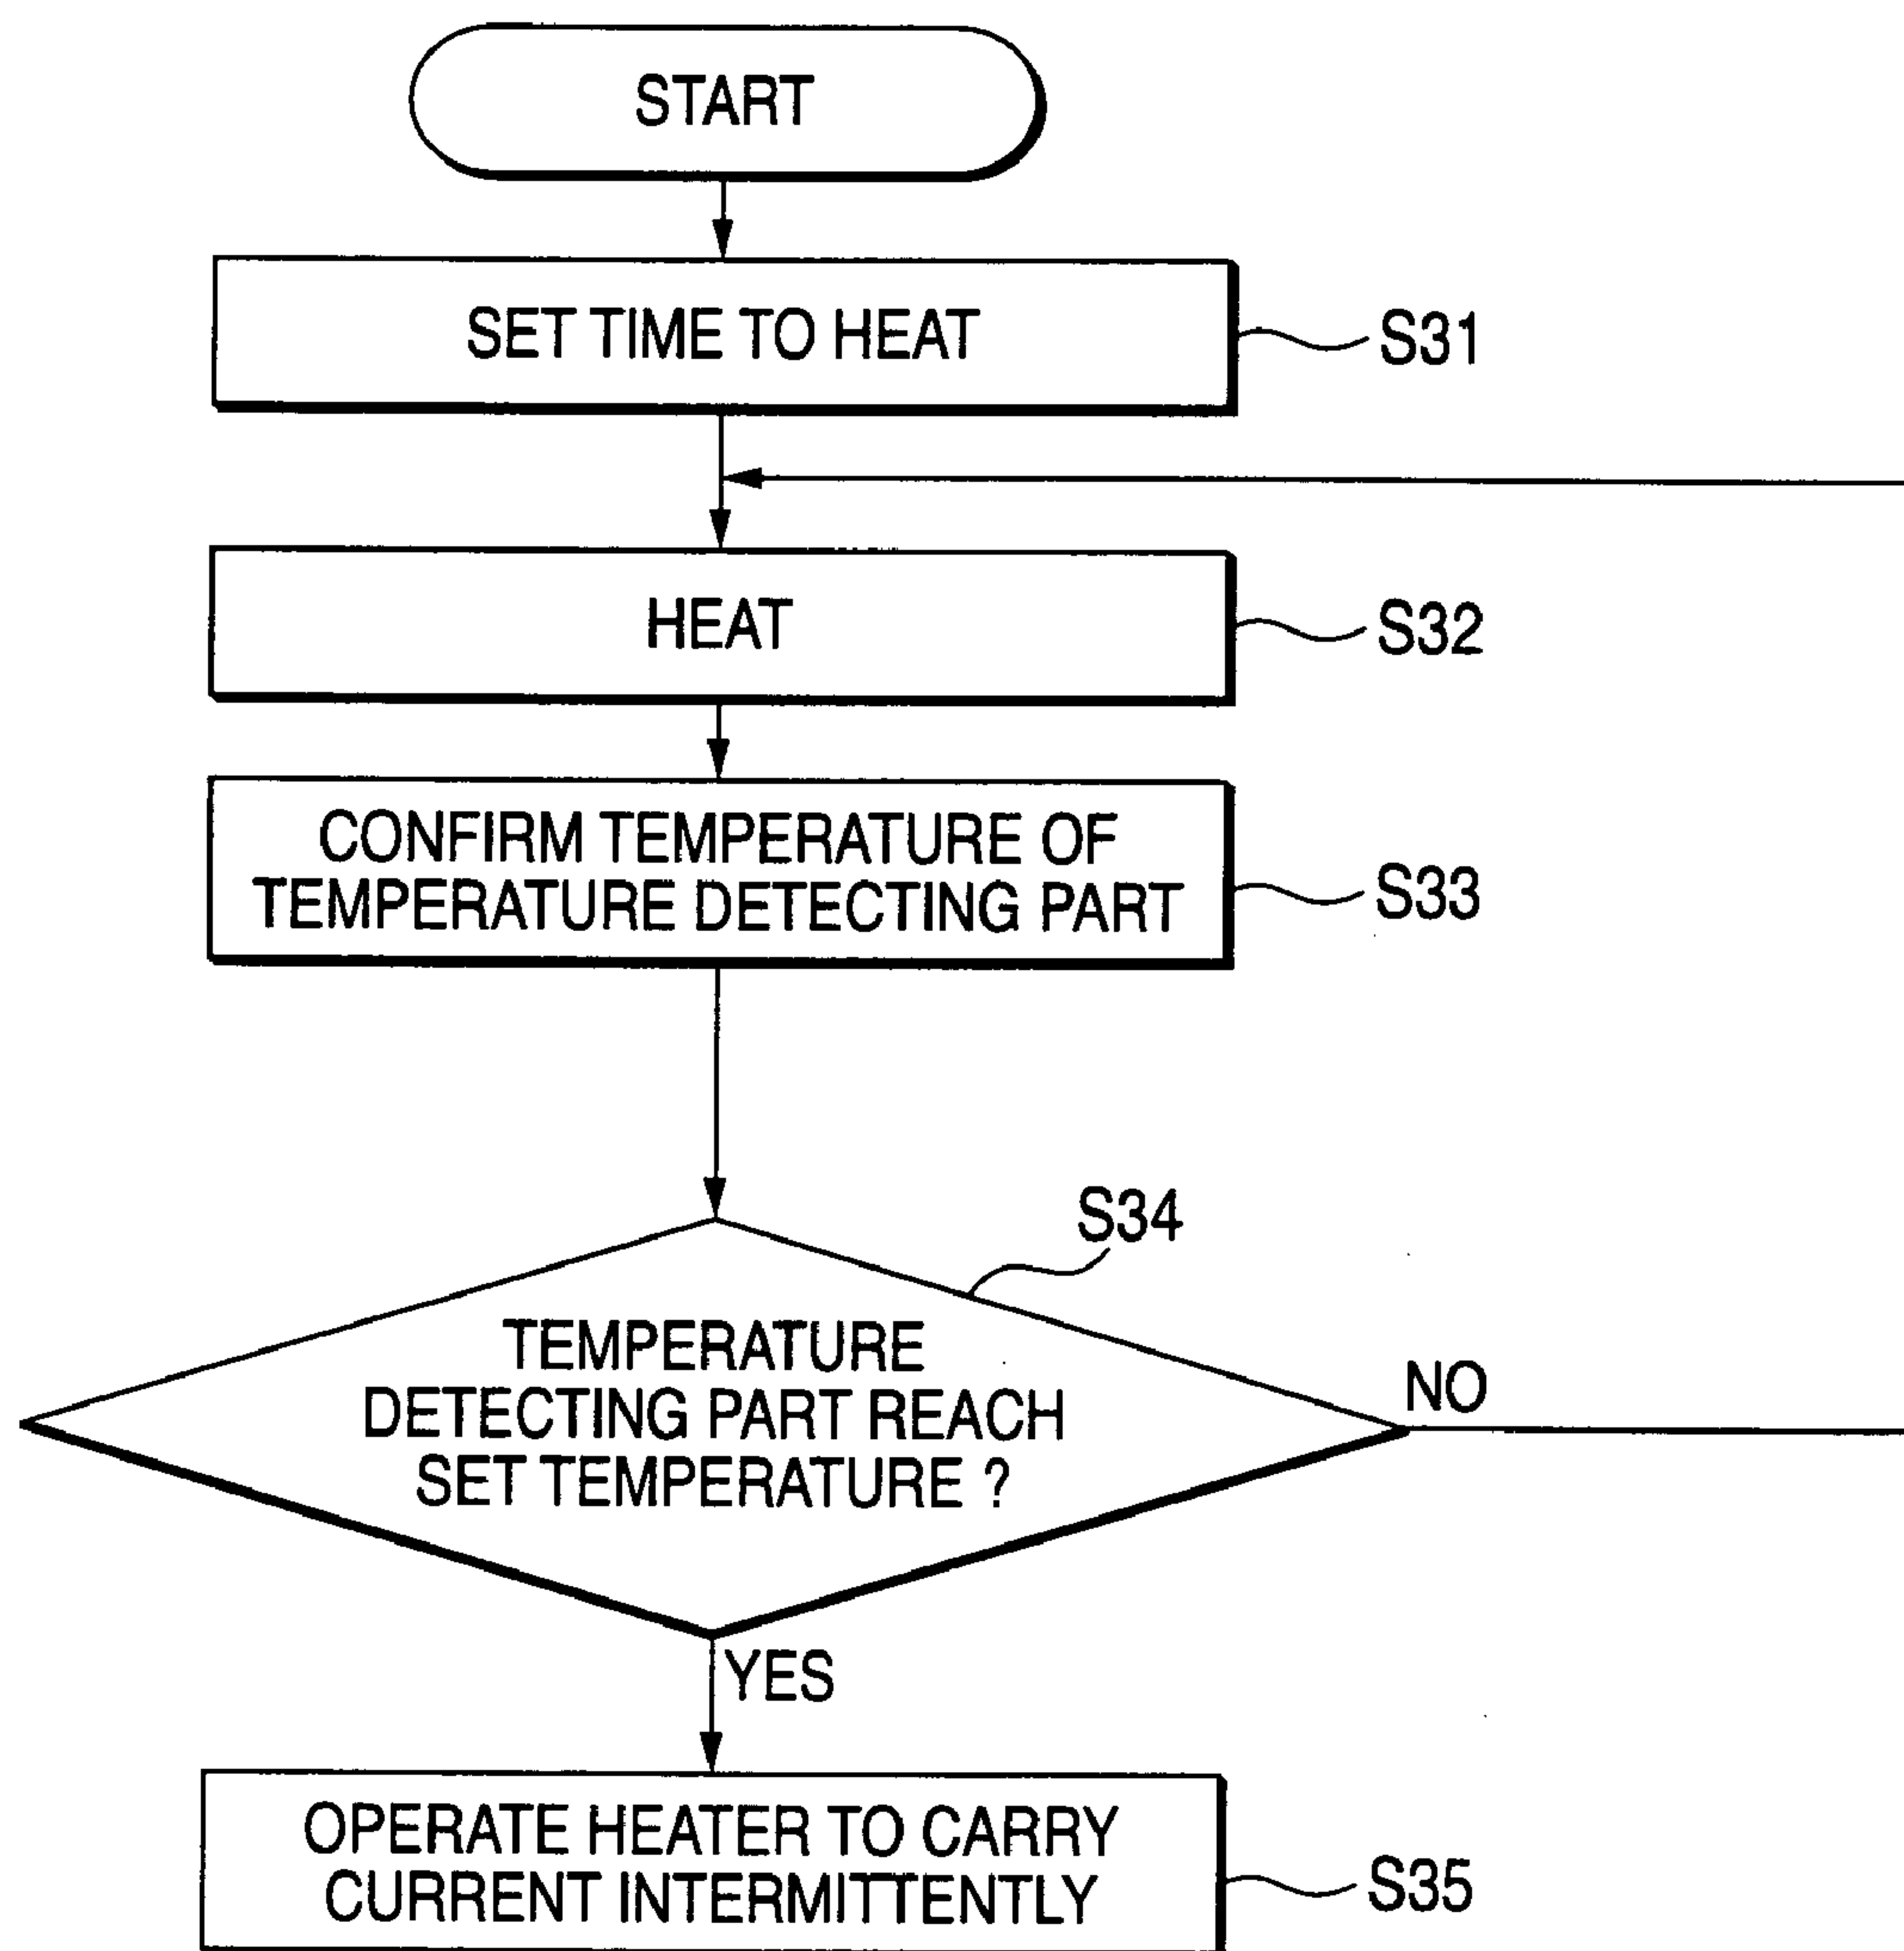 START
SET TIME TO HEAT
S31
HEAT
S32
CONFIRM TEMPERATURE OF
TEMPERATURE DETECTING PART
S33
S34
TEMPERATURE
DETECTING PART REACH
SET TEMPERATURE ?
NO
YES
OPERATE HEATER TO CARRY
CURRENT INTERMITTENTLY
S35